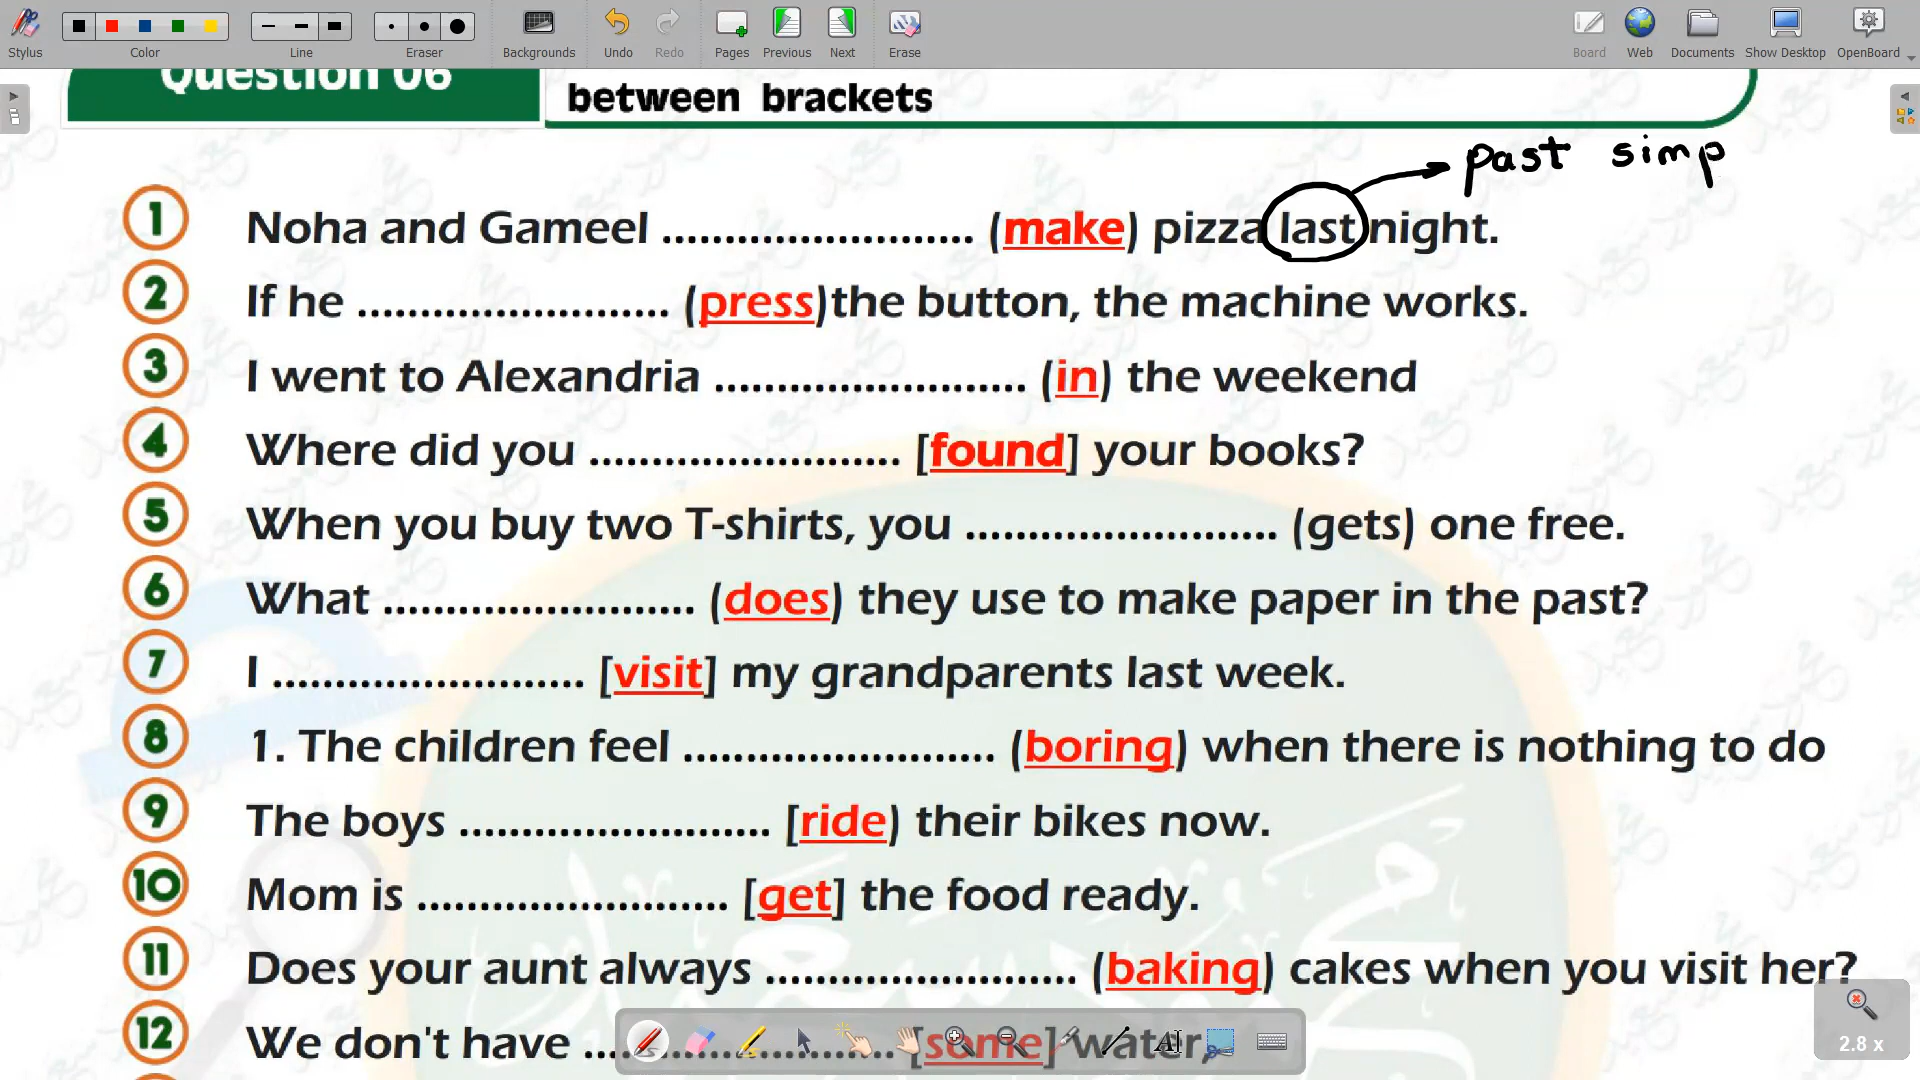 Stylus Color Line Eraser Backgrounds Undo Redo Pages Previous Next Erase Board Web Documents Show Desktop OpenBoard
Question 06
between brackets
past simp
1 Noha and Gameel ......................... (make) pizza last night.
2 If he ......................... (press)the button, the machine works.
3 I went to Alexandria ......................... (in) the weekend
4 Where did you ......................... [found] your books?
5 When you buy two T-shirts, you ......................... (gets) one free.
6 What ......................... (does) they use to make paper in the past?
7 I ......................... [visit] my grandparents last week.
8 1. The children feel ......................... (boring) when there is nothing to do
9 The boys ......................... [ride) their bikes now.
10 Mom is ......................... [get] the food ready.
11 Does your aunt always ......................... (baking) cakes when you visit her?
12 We don't have ......................... [some] water,
2.8 x